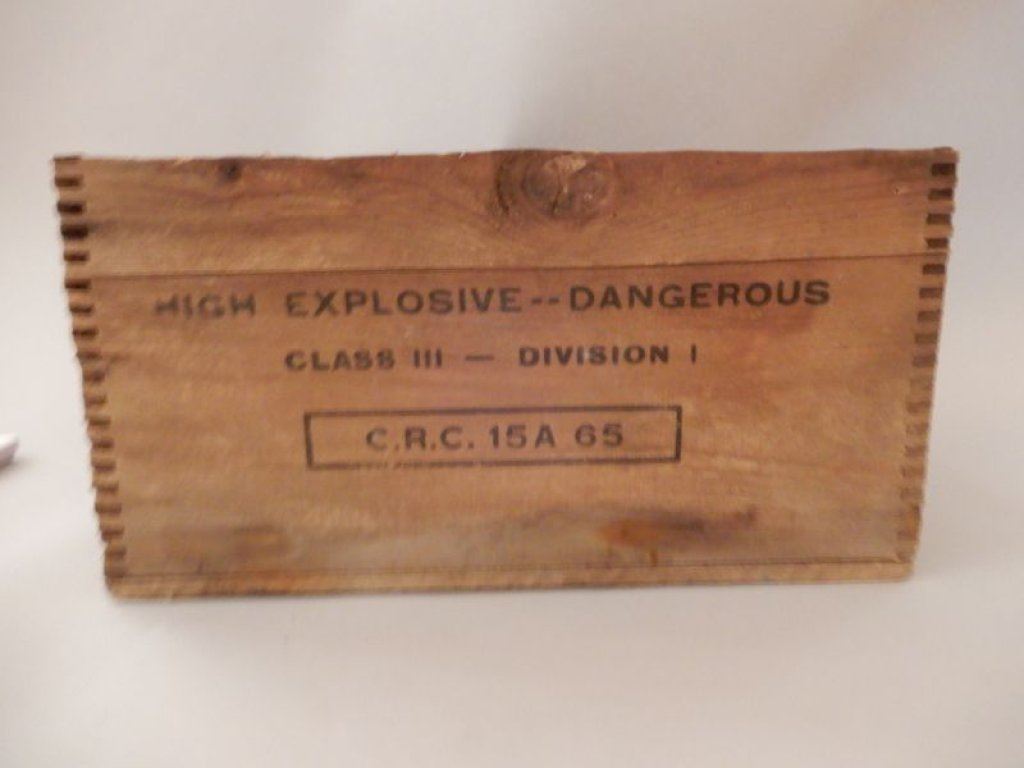 HIGH EXPLOSIVE--DANGEROUS
CLASS III — DIVISION I
C.R.C. 15A 65